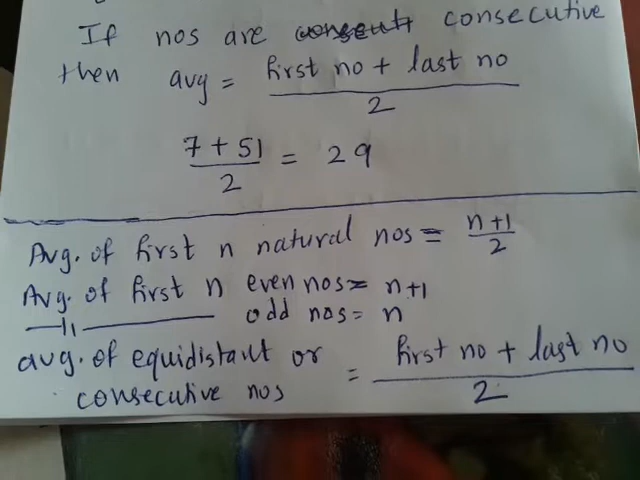 If nos are consecutive
then avg = first no + last no / 2
7 + 51 / 2 = 29
Avg. of first n natural nos = n+1 / 2
Avg. of first n even nos = n+1
—11— odd nos = n
avg. of equidistant or
consecutive nos = first no + last no / 2